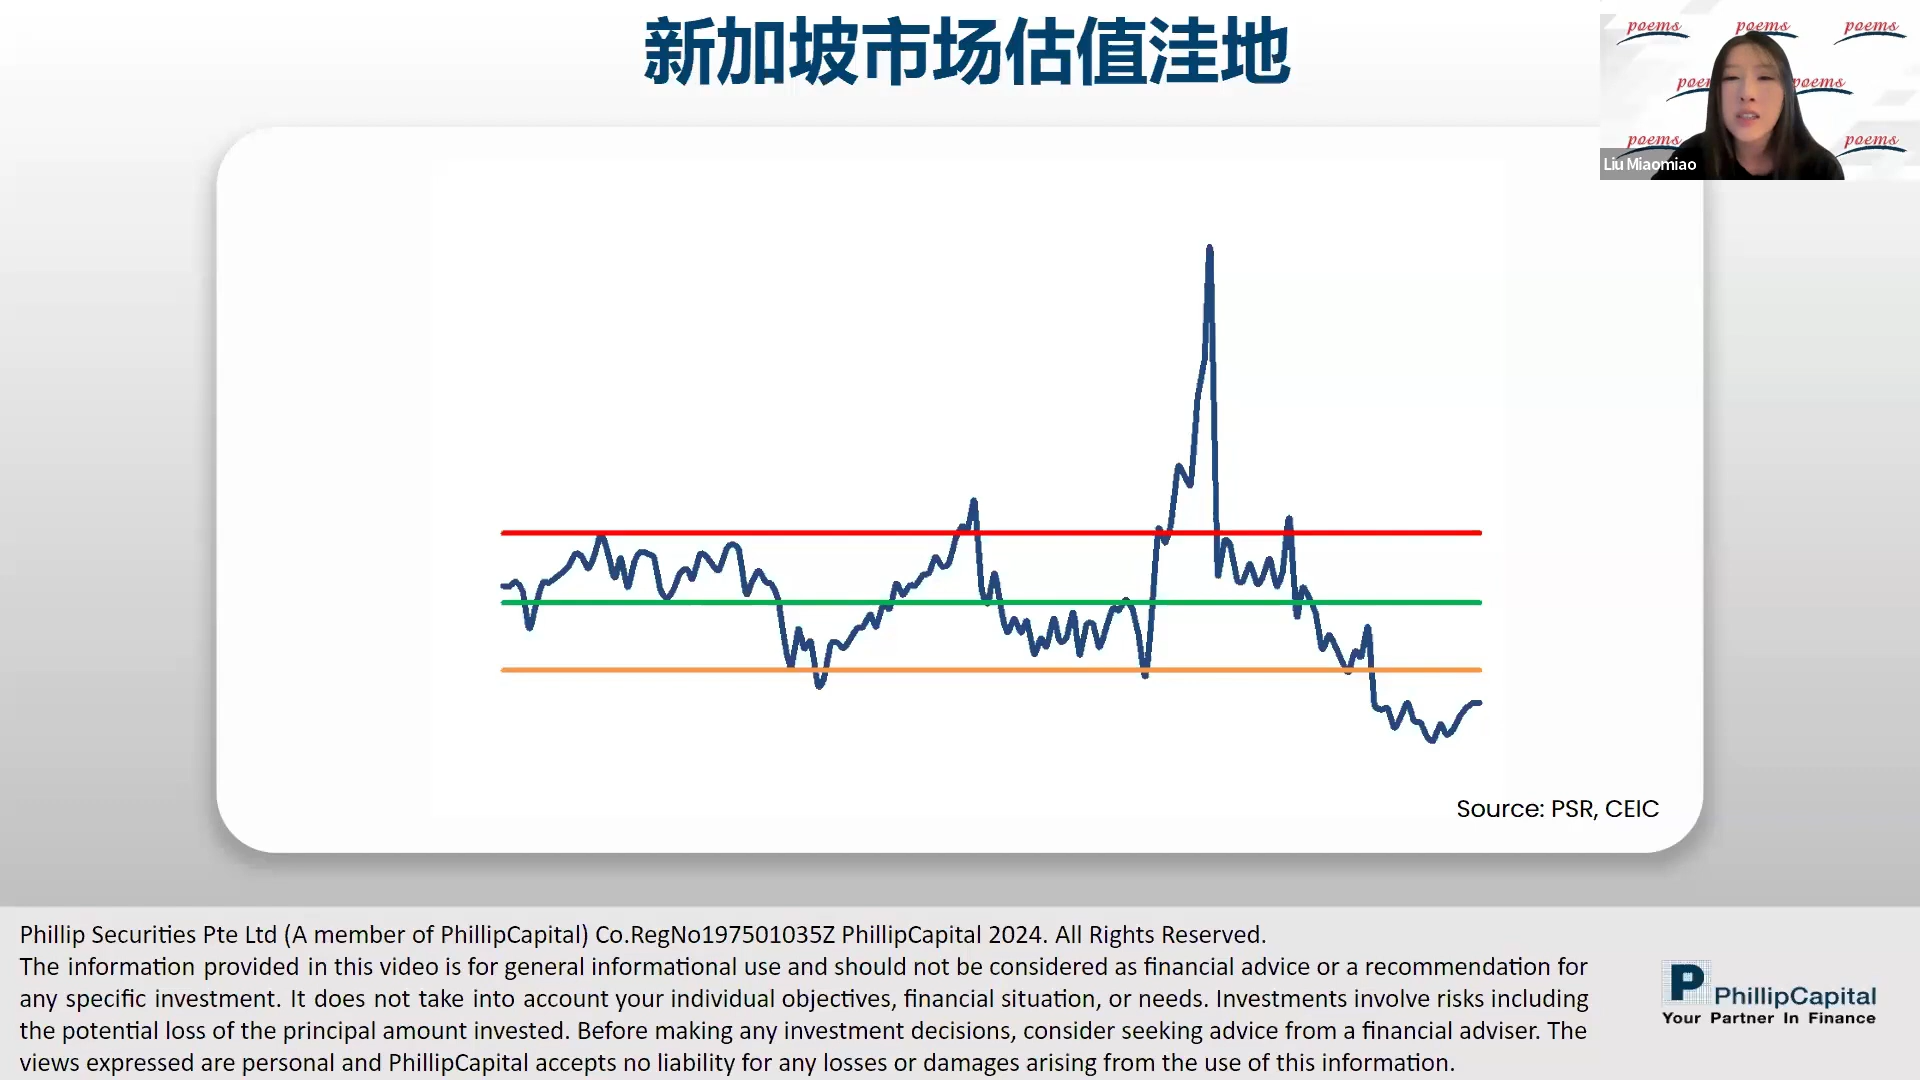 新加坡市场估值洼地
poems poems poems
poems poems
poems poems
Liu Miaomiao
Source: PSR, CEIC
Phillip Securities Pte Ltd (A member of PhillipCapital) Co.RegNo197501035Z PhillipCapital 2024. All Rights Reserved.
The information provided in this video is for general informational use and should not be considered as financial advice or a recommendation for
any specific investment. It does not take into account your individual objectives, financial situation, or needs. Investments involve risks including
the potential loss of the principal amount invested. Before making any investment decisions, consider seeking advice from a financial adviser. The
views expressed are personal and PhillipCapital accepts no liability for any losses or damages arising from the use of this information.
P PhillipCapital
Your Partner In Finance